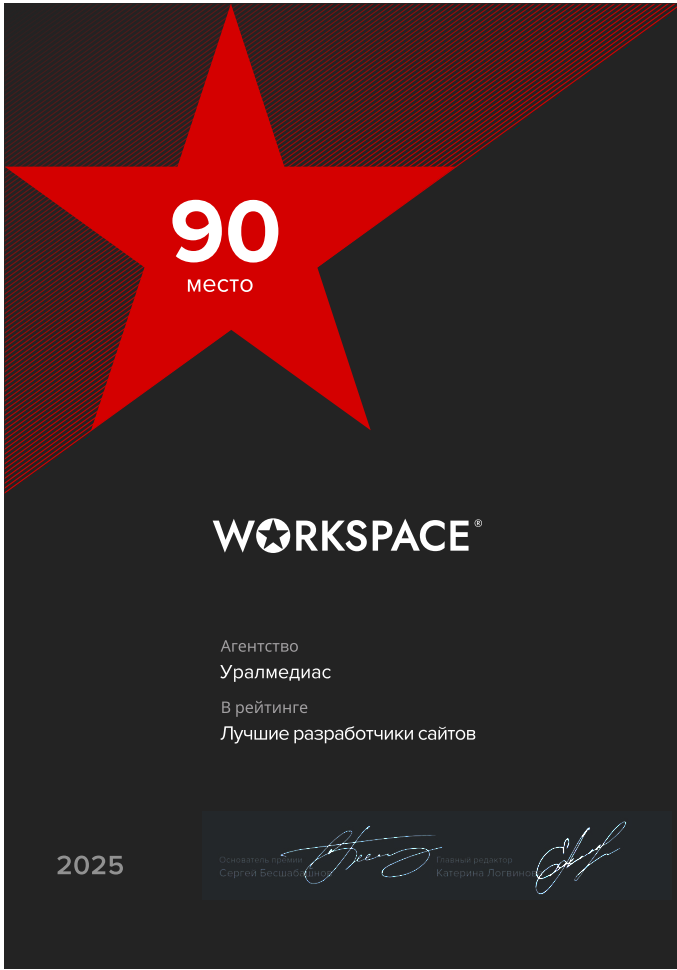 90
место
WORKSPACE®
Агентство
Уралмедиас
В рейтинге
Лучшие разработчики сайтов
2025
Основатель премии
Сергей Бесшабашнов
Главный редактор
Катерина Логвинова